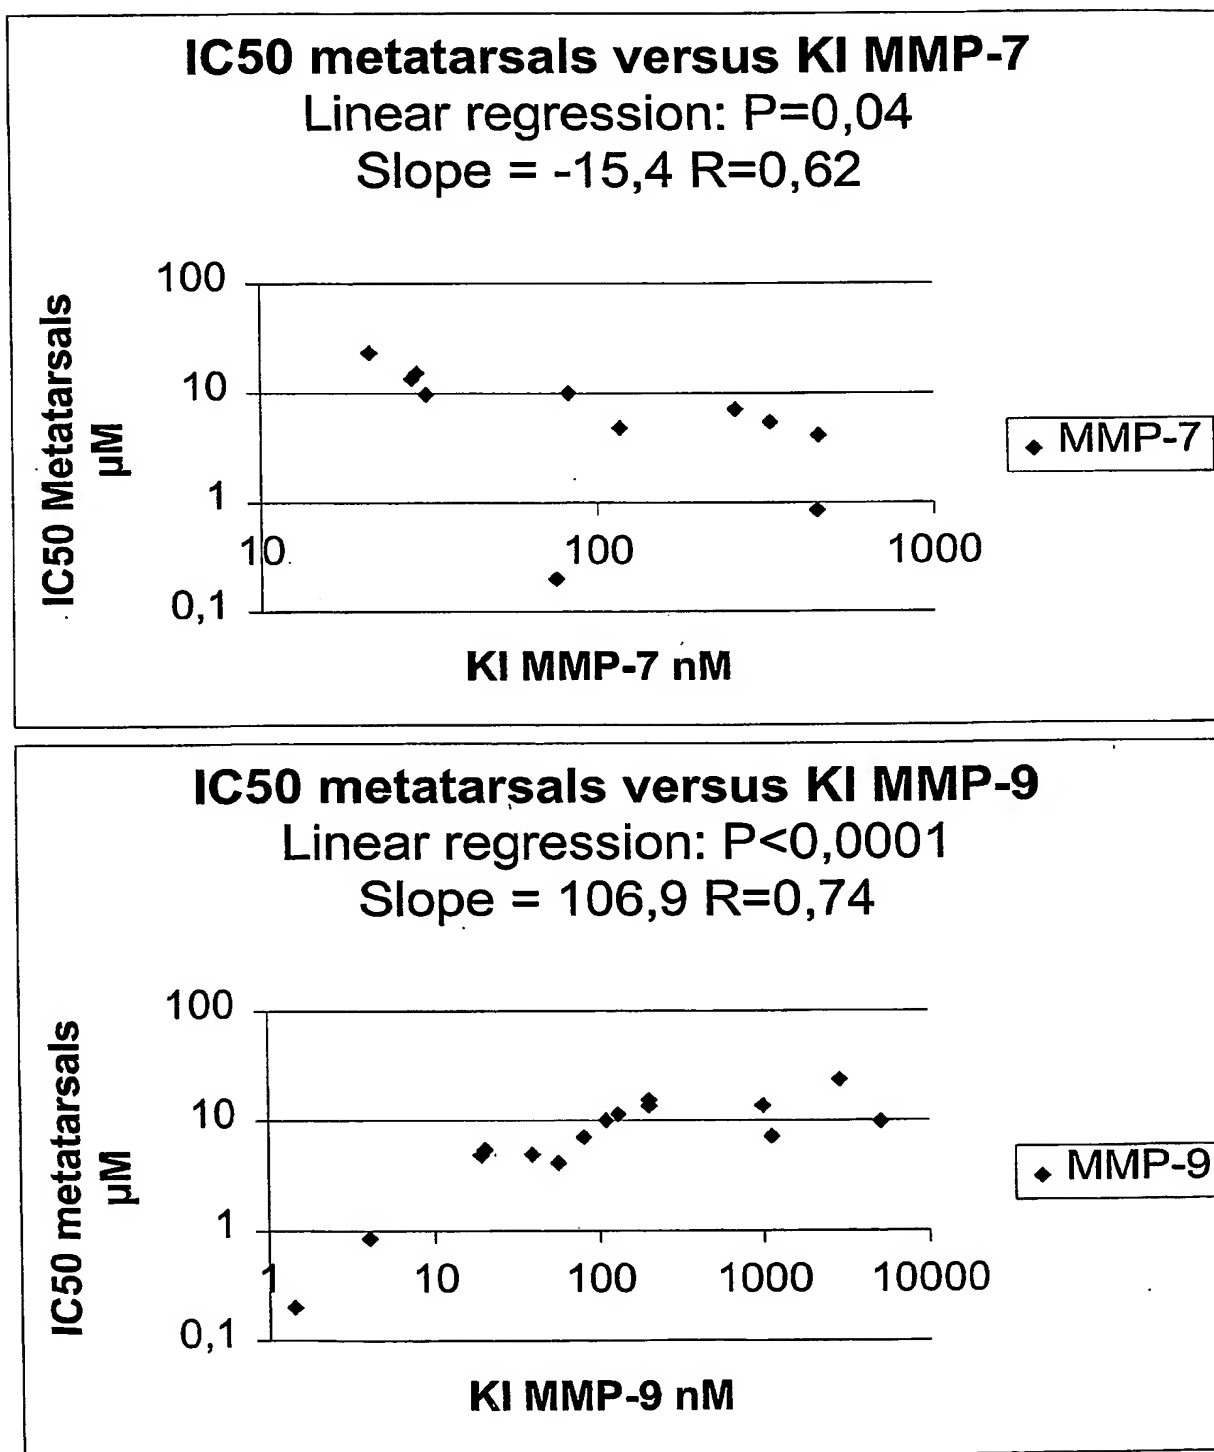 IC50 metatarsals versus KI MMP-7
Linear regression: P=0,04
Slope = -15,4 R=0,62
IC50 Metatarsals
µM
100
10
1
0,1
10
100
1000
KI MMP-7 nM
MMP-7
IC50 metatarsals versus KI MMP-9
Linear regression: P<0,0001
Slope = 106,9 R=0,74
IC50 metatarsals
µM
100
10
1
0,1
1
10
100
1000
10000
KI MMP-9 nM
MMP-9